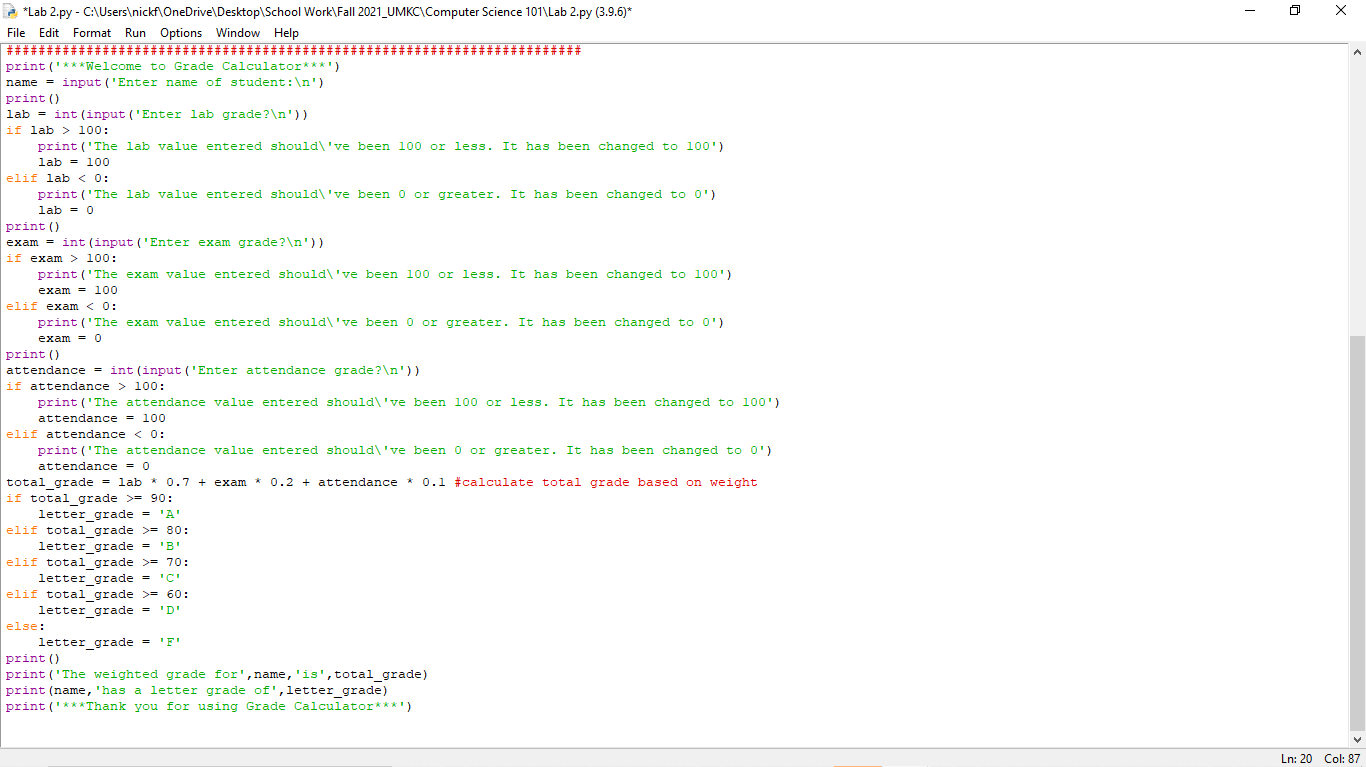 *Lab 2.py - C:\Users\nickf\OneDrive\Desktop\School Work\Fall 2021_UMKC\Computer Science 101\Lab 2.py (3.9.6)*
File Edit Format Run Options Window Help
########################################################################
print('***Welcome to Grade Calculator***')
name = input('Enter name of student:\n')
print()
lab = int(input('Enter lab grade?\n'))
if lab > 100:
    print('The lab value entered should\'ve been 100 or less. It has been changed to 100')
    lab = 100
elif lab < 0:
    print('The lab value entered should\'ve been 0 or greater. It has been changed to 0')
    lab = 0
print()
exam = int(input('Enter exam grade?\n'))
if exam > 100:
    print('The exam value entered should\'ve been 100 or less. It has been changed to 100')
    exam = 100
elif exam < 0:
    print('The exam value entered should\'ve been 0 or greater. It has been changed to 0')
    exam = 0
print()
attendance = int(input('Enter attendance grade?\n'))
if attendance > 100:
    print('The attendance value entered should\'ve been 100 or less. It has been changed to 100')
    attendance = 100
elif attendance < 0:
    print('The attendance value entered should\'ve been 0 or greater. It has been changed to 0')
    attendance = 0
total_grade = lab * 0.7 + exam * 0.2 + attendance * 0.1 #calculate total grade based on weight
if total_grade >= 90:
    letter_grade = 'A'
elif total_grade >= 80:
    letter_grade = 'B'
elif total_grade >= 70:
    letter_grade = 'C'
elif total_grade >= 60:
    letter_grade = 'D'
else:
    letter_grade = 'F'
print()
print('The weighted grade for',name,'is',total_grade)
print(name,'has a letter grade of',letter_grade)
print('***Thank you for using Grade Calculator***')
Ln: 20 Col: 87